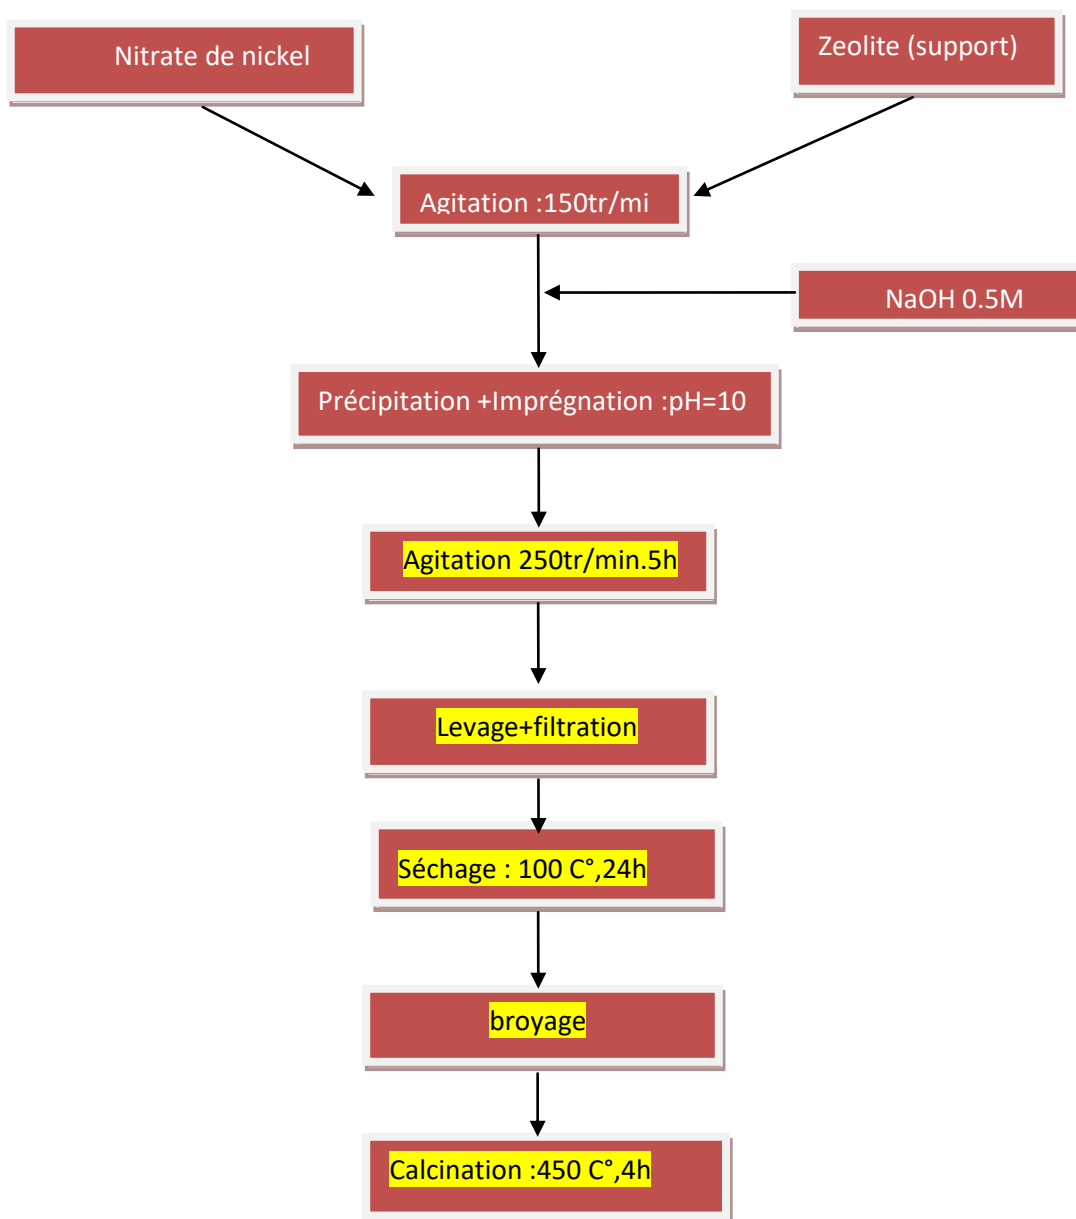 Nitrate de nickel
Zeolite (support)
Agitation :150tr/mi
NaOH 0.5M
Précipitation +Imprégnation :pH=10
Agitation 250tr/min.5h
Levage+filtration
Séchage : 100 C°,24h
broyage
Calcination :450 C°,4h